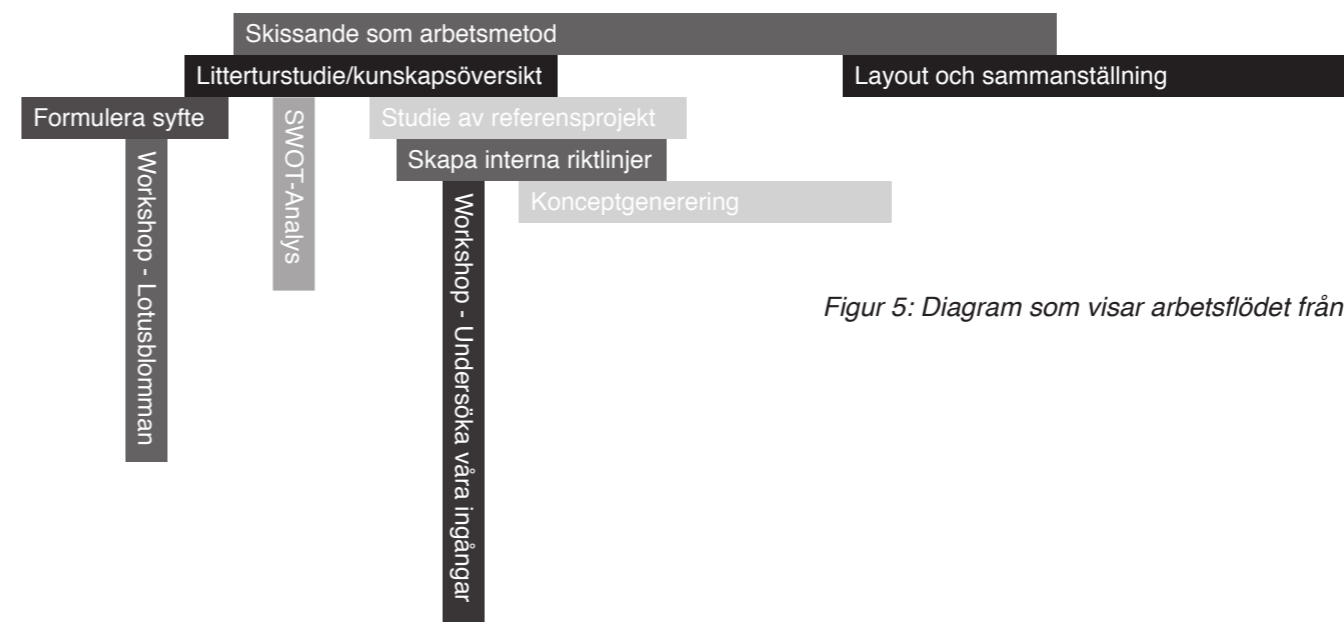 Skissande som arbetsmetod
Litterturstudie/kunskapsöversikt
Layout och sammanställning
Formulera syfte
Studie av referensprojekt
Skapa interna riktlinjer
Konceptgenerering
Workshop - Lotusblomman
SWOT-Analys
Workshop - Undersöka våra ingångar
Figur 5: Diagram som visar arbetsflödet från